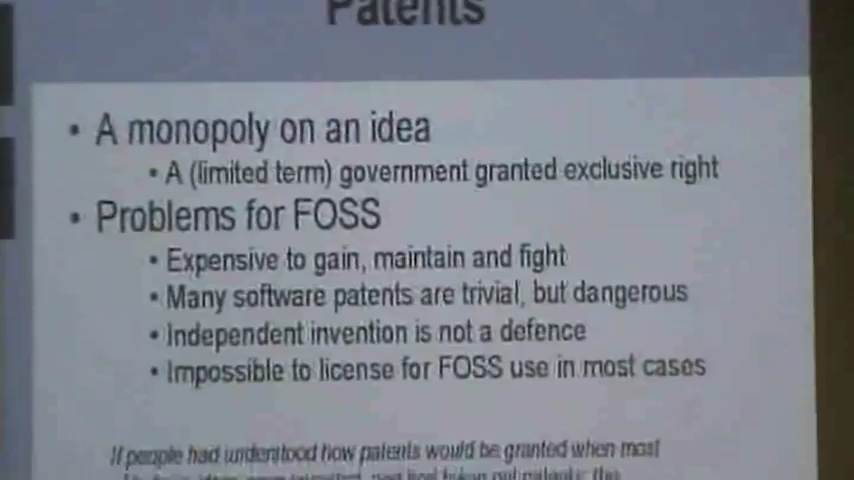 Patents
• A monopoly on an idea
• A (limited term) government granted exclusive right
• Problems for FOSS
• Expensive to gain, maintain and fight
• Many software patents are trivial, but dangerous
• Independent invention is not a defence
• Impossible to license for FOSS use in most cases
If people had understood how patents would be granted when most